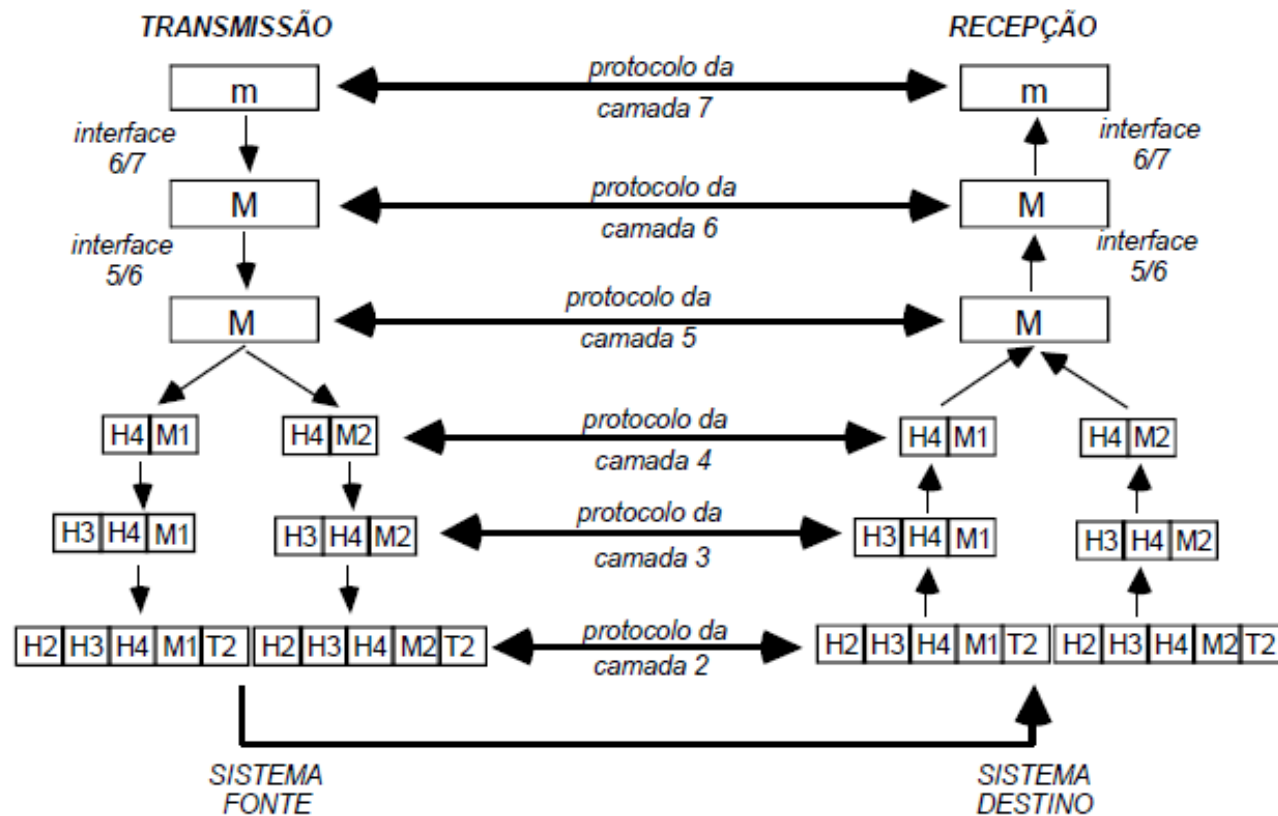 TRANSMISSÃO RECEPÇÃO
m protocolo da m
camada 7
interface interface
6/7 6/7
M protocolo da M
camada 6
interface interface
5/6 5/6
M protocolo da M
camada 5
H4 M1 H4 M2 protocolo da H4 M1 H4 M2
camada 4
H3 H4 M1 H3 H4 M2 protocolo da H3 H4 M1 H3 H4 M2
camada 3
H2 H3 H4 M1 T2 H2 H3 H4 M2 T2 protocolo da H2 H3 H4 M1 T2 H2 H3 H4 M2 T2
camada 2
SISTEMA SISTEMA
FONTE DESTINO